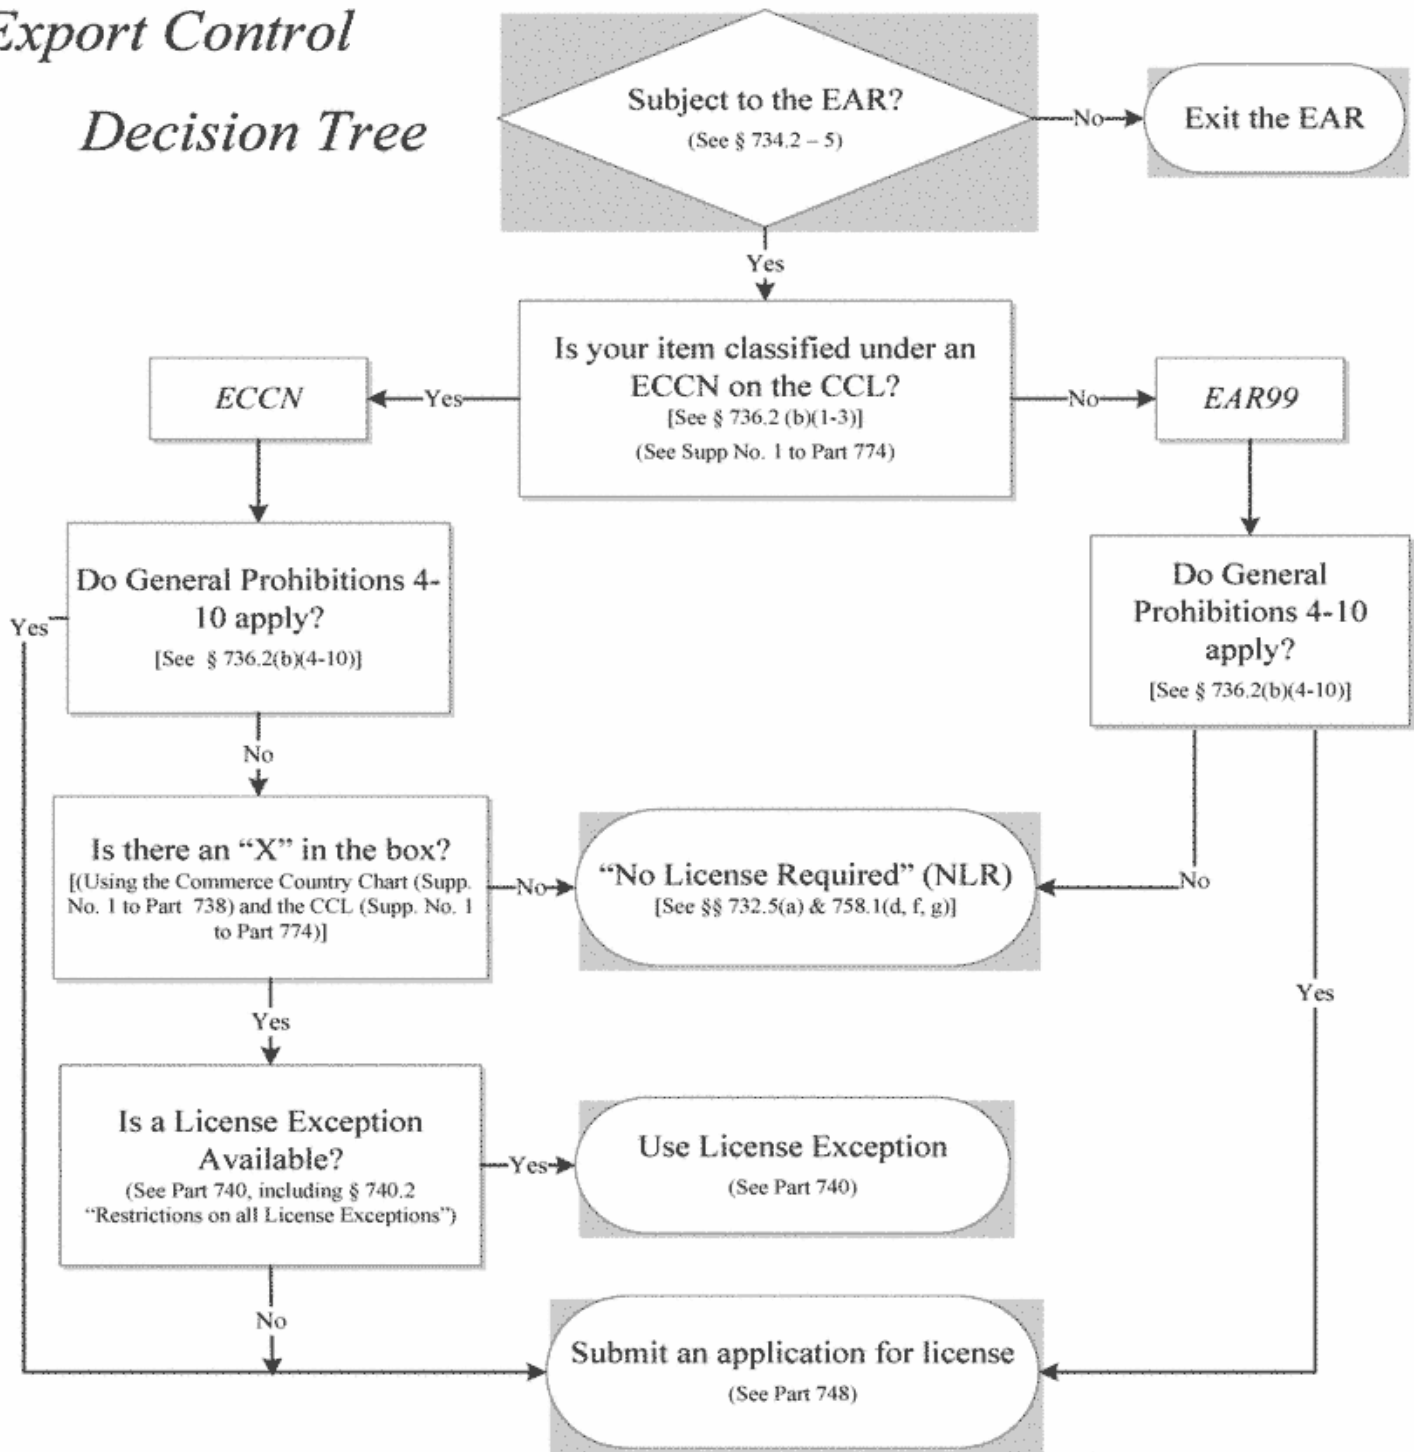 Export Control
Decision Tree
Subject to the EAR?
(See § 734.2 – 5)
No
Exit the EAR
Yes
Is your item classified under an
ECCN on the CCL?
[See § 736.2 (b)(1-3)]
(See Supp No. 1 to Part 774)
Yes
ECCN
No
EAR99
Do General Prohibitions 4-
10 apply?
[See § 736.2(b)(4-10)]
Yes
No
Do General
Prohibitions 4-10
apply?
[See § 736.2(b)(4-10)]
Is there an “X” in the box?
[(Using the Commerce Country Chart (Supp.
No. 1 to Part 738) and the CCL (Supp. No. 1
to Part 774)]
No
“No License Required” (NLR)
[See §§ 732.5(a) & 758.1(d, f, g)]
No
Yes
Yes
Is a License Exception
Available?
(See Part 740, including § 740.2
“Restrictions on all License Exceptions”)
Yes
Use License Exception
(See Part 740)
No
Submit an application for license
(See Part 748)